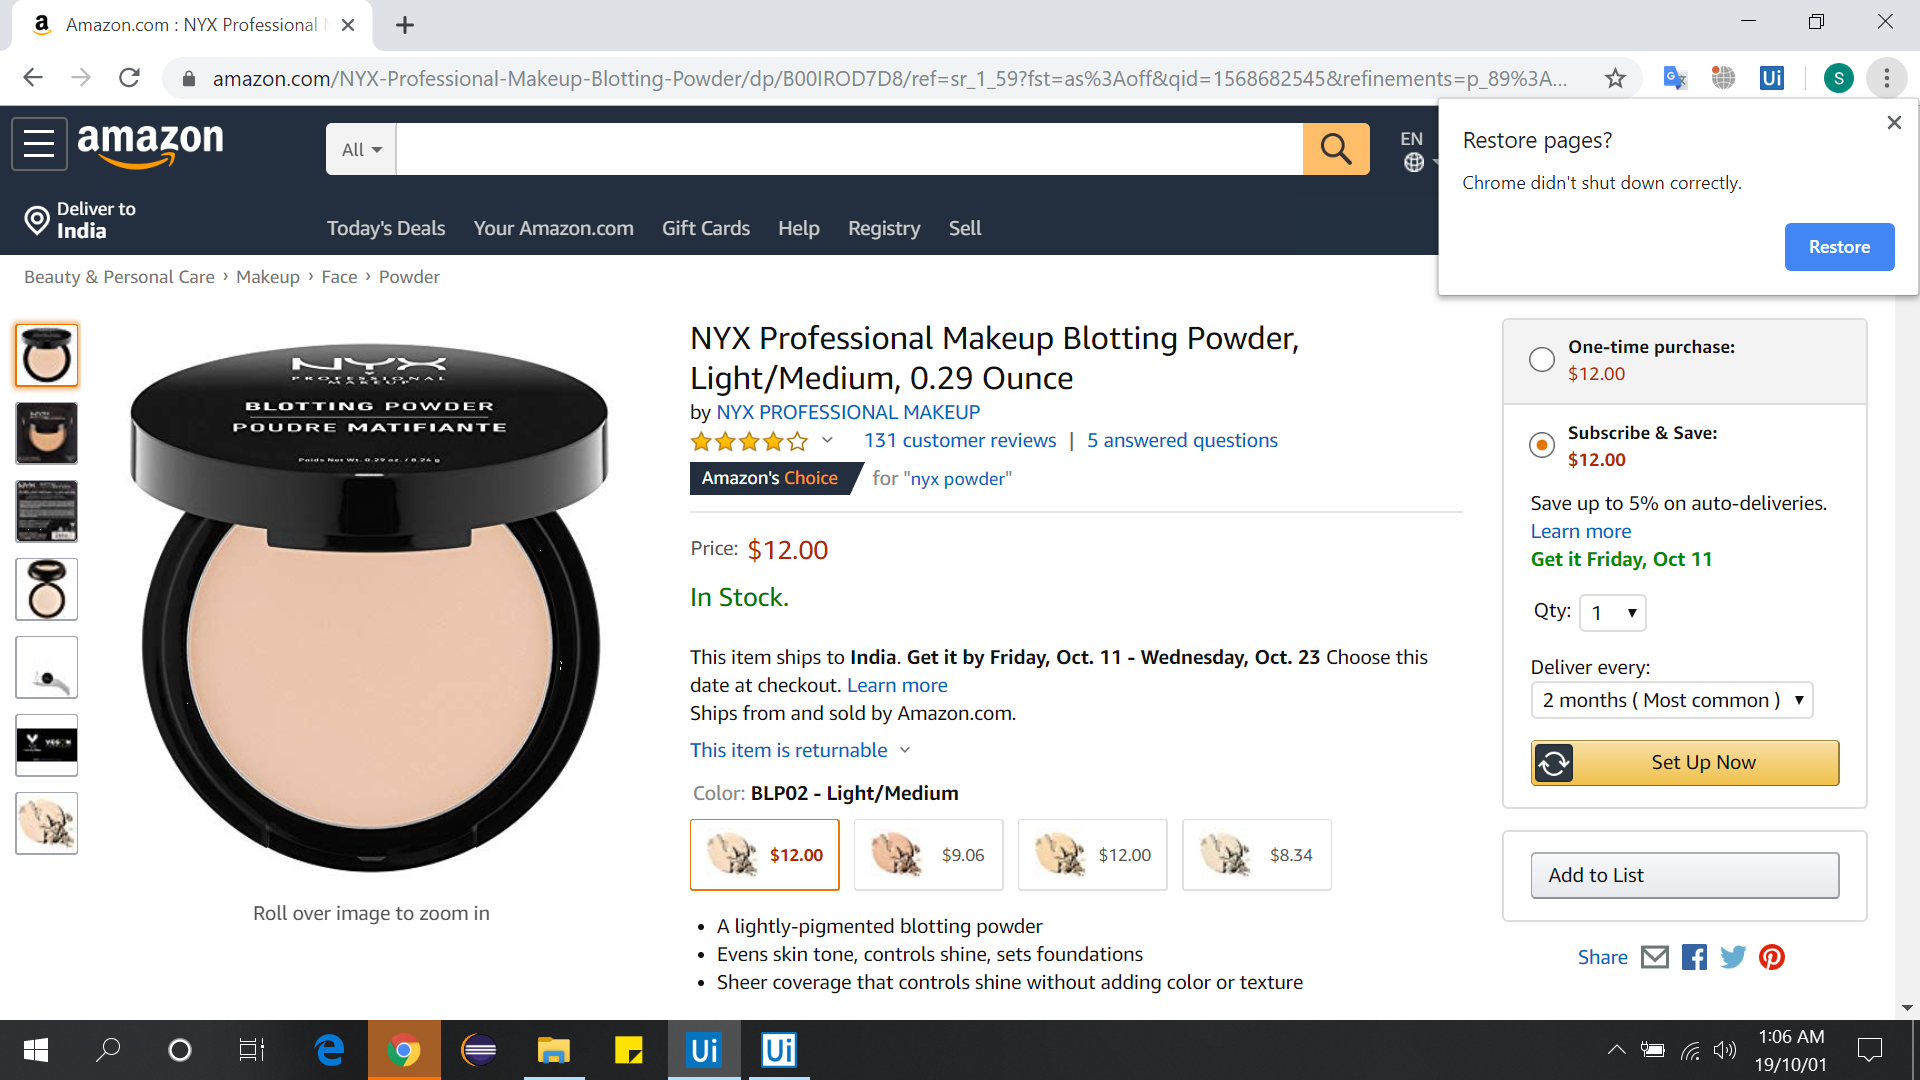 Amazon.com : NYX Professional
amazon.com/NYX-Professional-Makeup-Blotting-Powder/dp/B00IROD7D8/ref=sr_1_59?fst=as%3Aoff&qid=1568682545&refinements=p_89%3A...
S
Restore pages?
Chrome didn't shut down correctly.
Restore
amazon
All
EN
Deliver to
India
Today's Deals Your Amazon.com Gift Cards Help Registry Sell
Beauty & Personal Care › Makeup › Face › Powder
NYX
PROFESSIONAL
MAKEUP
BLOTTING POWDER
POUDRE MATIFIANTE
Poids Net Wt. 0.29 oz. / 8.24 g
Roll over image to zoom in
NYX Professional Makeup Blotting Powder,
Light/Medium, 0.29 Ounce
by NYX PROFESSIONAL MAKEUP
131 customer reviews | 5 answered questions
Amazon's Choice for "nyx powder"
Price: $12.00
In Stock.
This item ships to India. Get it by Friday, Oct. 11 - Wednesday, Oct. 23 Choose this
date at checkout. Learn more
Ships from and sold by Amazon.com.
This item is returnable
Color: BLP02 - Light/Medium
$12.00 $9.06 $12.00 $8.34
• A lightly-pigmented blotting powder
• Evens skin tone, controls shine, sets foundations
• Sheer coverage that controls shine without adding color or texture
One-time purchase:
$12.00
Subscribe & Save:
$12.00
Save up to 5% on auto-deliveries.
Learn more
Get it Friday, Oct 11
Qty: 1
Deliver every:
2 months ( Most common )
Set Up Now
Add to List
Share
Ui Ui
1:06 AM
19/10/01